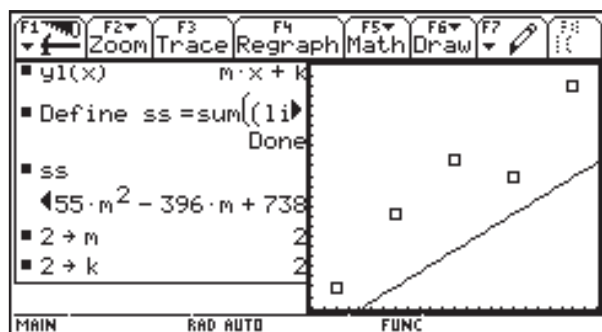 F1 F2 F3 F4 F5 F6 F7
Zoom Trace Regraph Math Draw
y1(x) m·x + k
Define ss =sum((li
Done
ss
55·m² − 396·m + 738
2 → m 2
2 → k 2
MAIN RAD AUTO FUNC